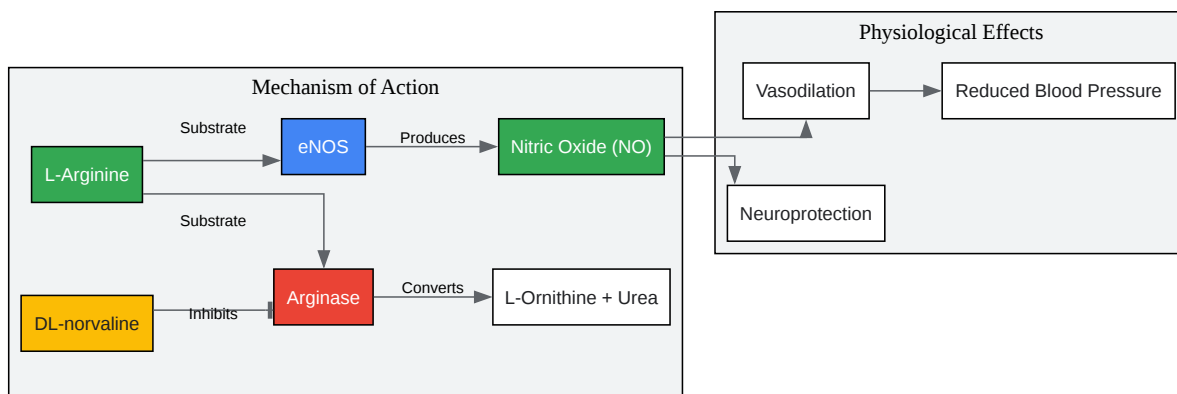 Physiological Effects
Vasodilation
Reduced Blood Pressure
Neuroprotection
Mechanism of Action
Substrate
eNOS
Produces
Nitric Oxide (NO)
L-Arginine
Substrate
Arginase
Converts
L-Ornithine + Urea
DL-norvaline
Inhibits